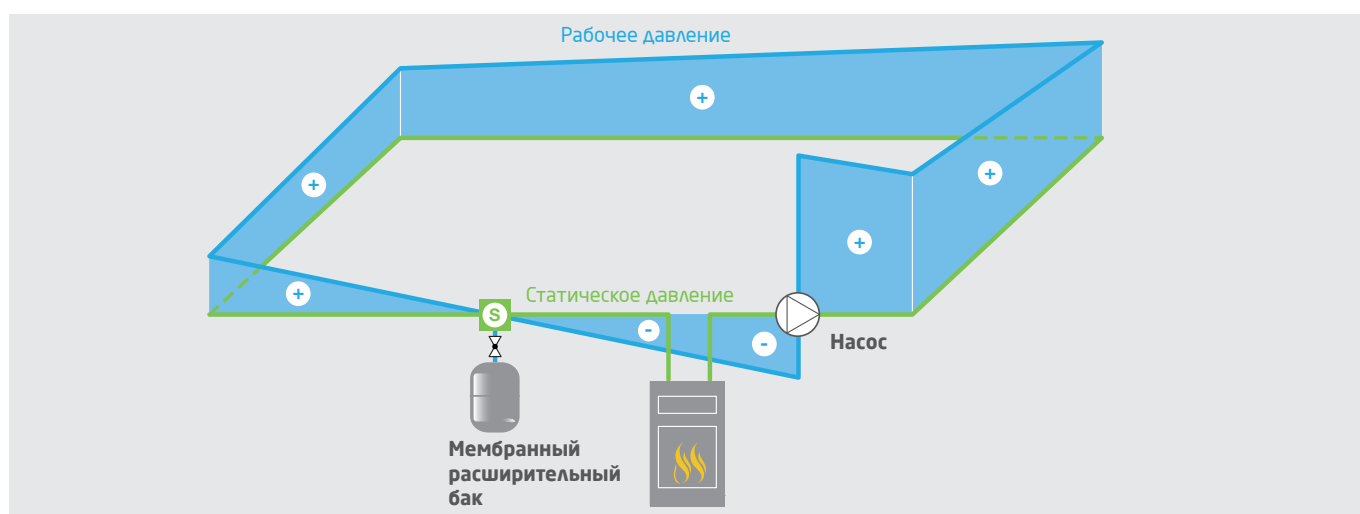 Рабочее давление
+
+
+
+
+
S
Статическое давление
-
-
Насос
Мембранный
расширительный
бак